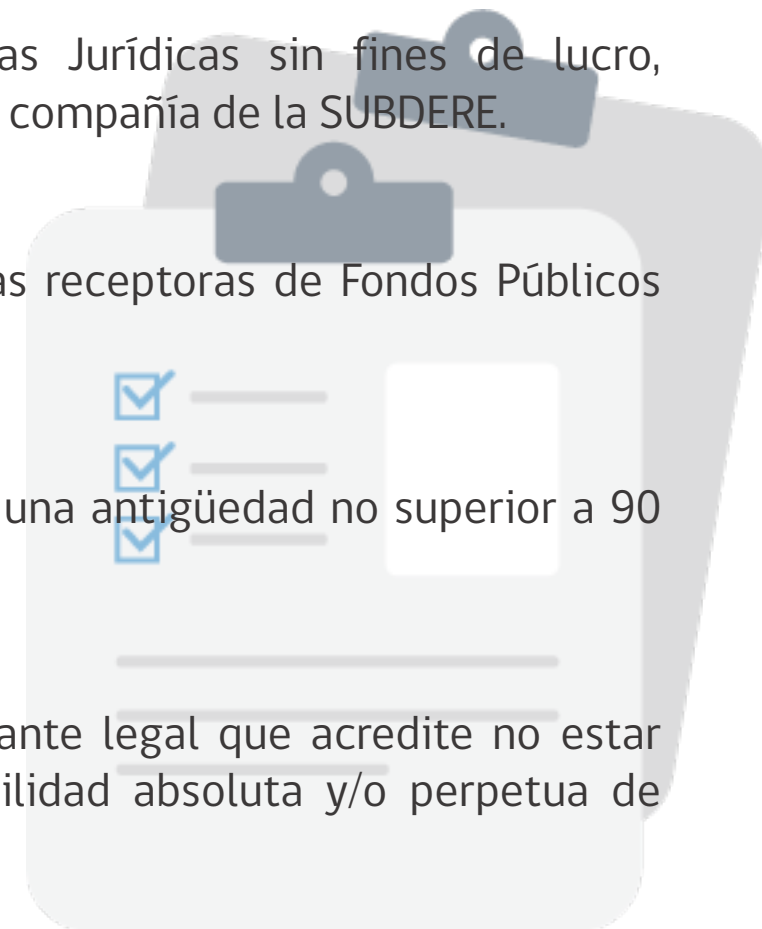 as Jurídicas sin fines de lucro,
compañía de la SUBDERE.
as receptoras de Fondos Públicos
una antigüedad no superior a 90
ante legal que acredite no estar
ilidad absoluta y/o perpetua de